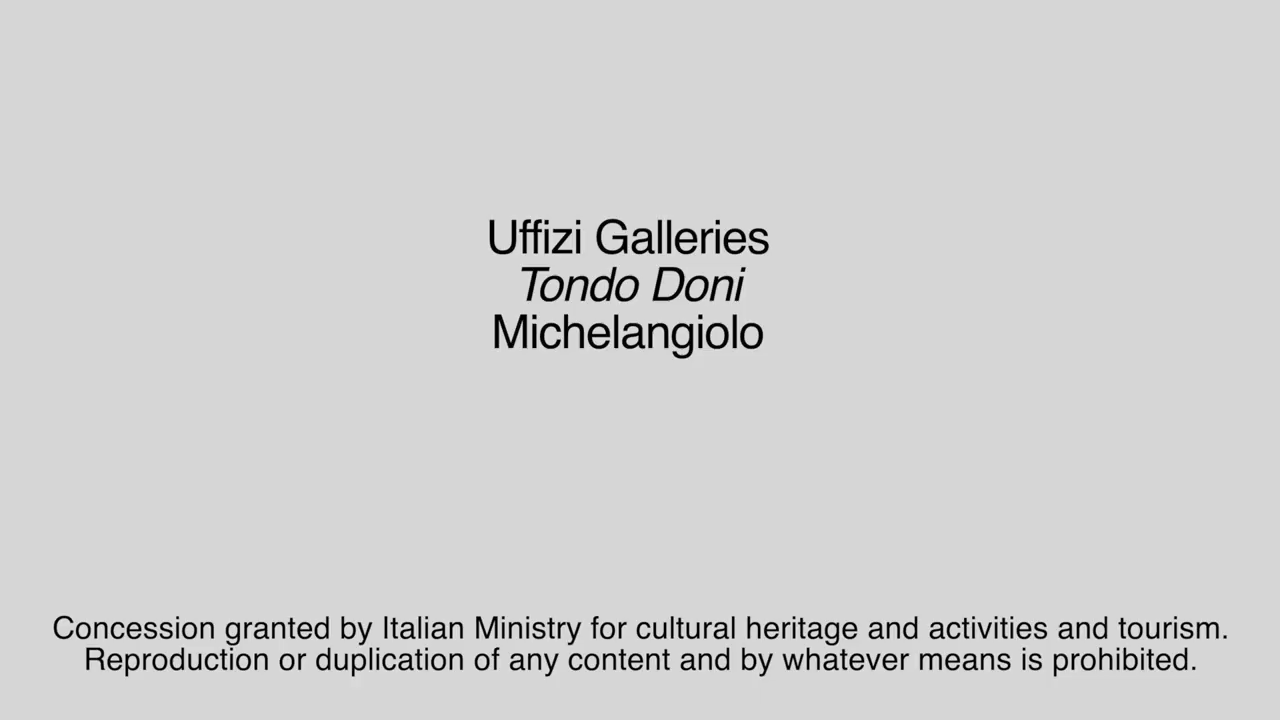 Uffizi Galleries
Tondo Doni
Michelangiolo
Concession granted by Italian Ministry for cultural heritage and activities and tourism.
Reproduction or duplication of any content and by whatever means is prohibited.